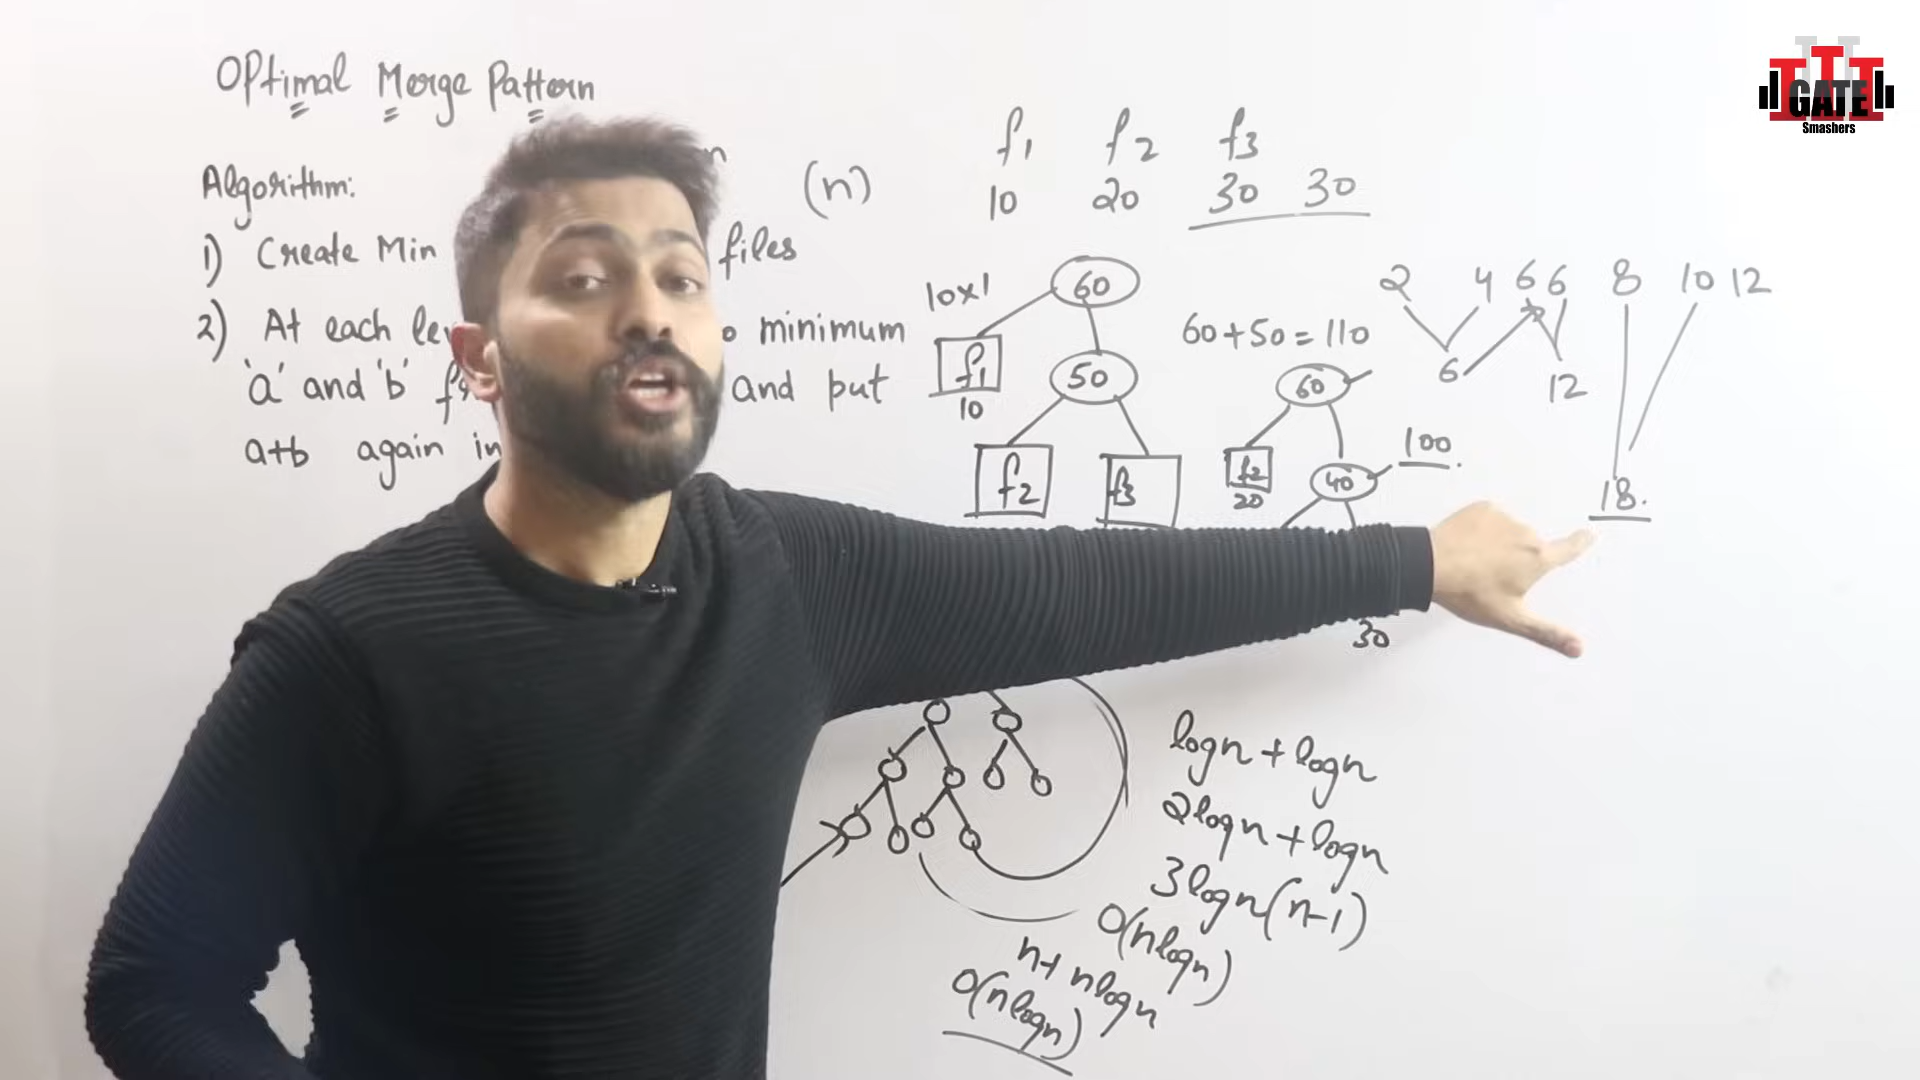 Optimal Merge Pattern
Algorithm:
1) Create Min files
2) At each minimum
'a' and 'b' and put
a+b again in
(n)
f1 f2 f3
10 20 30 30
10x1
60
f1
10
50
f2 f3
60+50=110
60
f2
20
40
100
30
2 4 6 6 8 10 12
6
12
18.
logn + logn
2logn + logn
3logn(n-1)
O(nlogn)
n+nlogn
O(nlogn)
GATE
Smashers